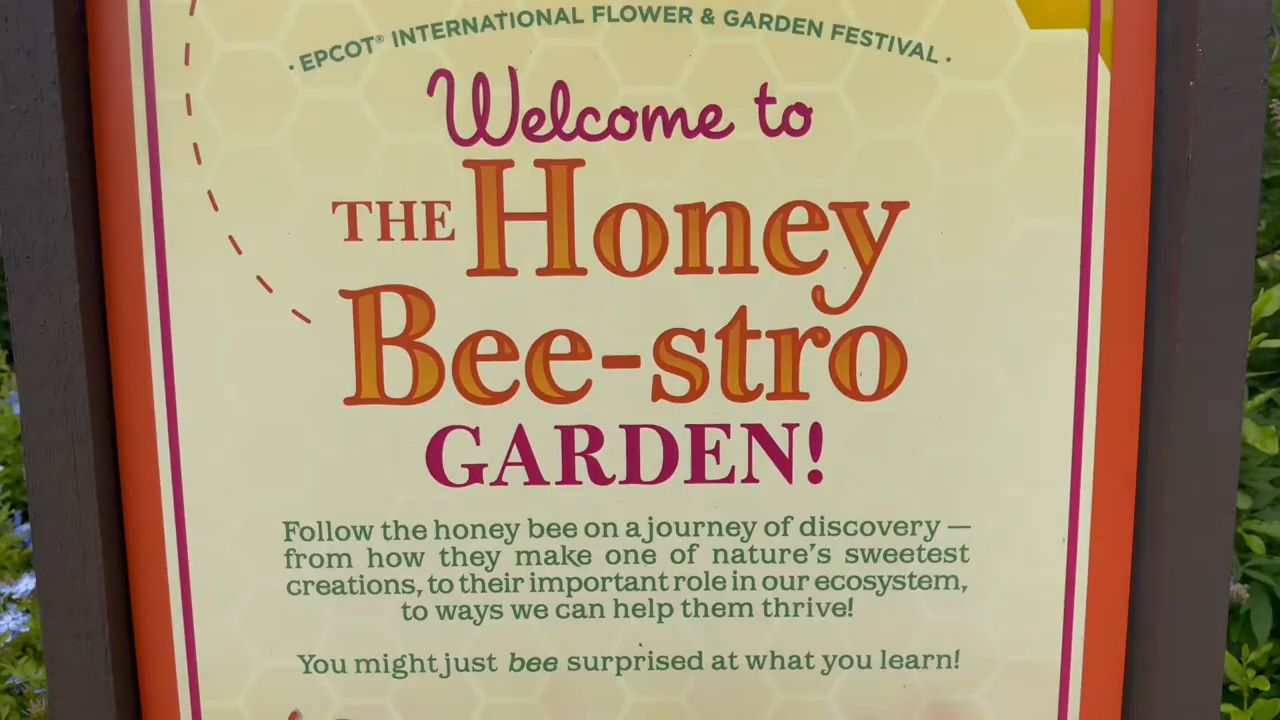 · EPCOT® INTERNATIONAL FLOWER & GARDEN FESTIVAL ·
Welcome to
THE Honey
Bee-stro
GARDEN!
Follow the honey bee on a journey of discovery —
from how they make one of nature's sweetest
creations, to their important role in our ecosystem,
to ways we can help them thrive!
You might just bee surprised at what you learn!